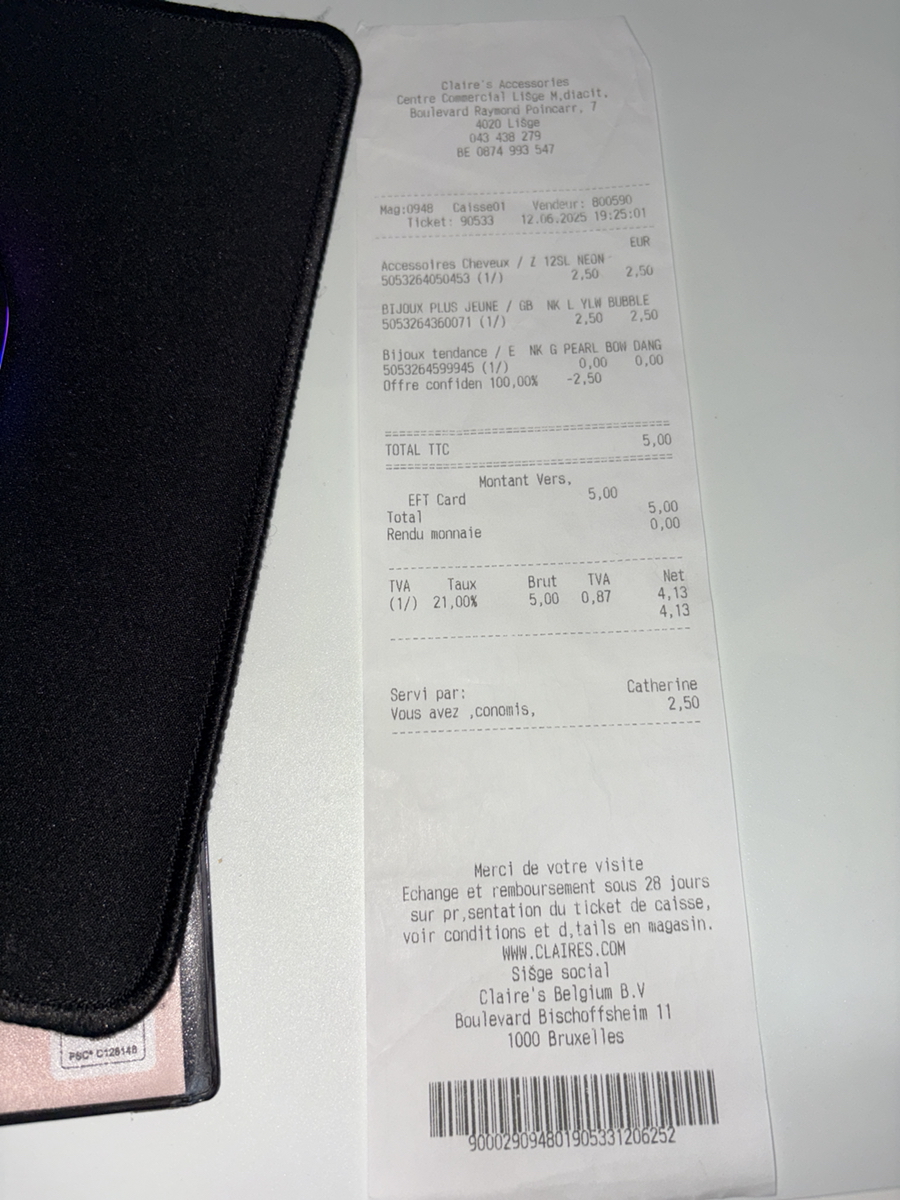 Claire's Accessories
Centre Commercial LiŠge M‚diacit‚
Boulevard Raymond Poincarr‚ 7
4020 LiŠge
043 438 279
BE 0874 993 547
Mag:0948 Caisse01 Vendeur: 800590
Ticket: 90533 12.06.2025 19:25:01
EUR
Accessoires Cheveux / Z 12SL NEON
5053264050453 (1/) 2,50 2,50
BIJOUX PLUS JEUNE / GB NK L YLW BUBBLE
5053264360071 (1/) 2,50 2,50
Bijoux tendance / E NK G PEARL BOW DANG
5053264599945 (1/) 0,00 0,00
Offre confiden 100,00% -2,50
TOTAL TTC 5,00
Montant Vers‚
EFT Card 5,00
Total 5,00
Rendu monnaie 0,00
TVA Taux Brut TVA Net
(1/) 21,00% 5,00 0,87 4,13
4,13
Servi par: Catherine
Vous avez ‚conomis‚ 2,50
Merci de votre visite
Echange et remboursement sous 28 jours
sur pr‚sentation du ticket de caisse,
voir conditions et d‚tails en magasin.
WWW.CLAIRES.COM
SiŠge social
Claire's Belgium B.V
Boulevard Bischoffsheim 11
1000 Bruxelles
9000290948019053312​06252
PSC® C128148